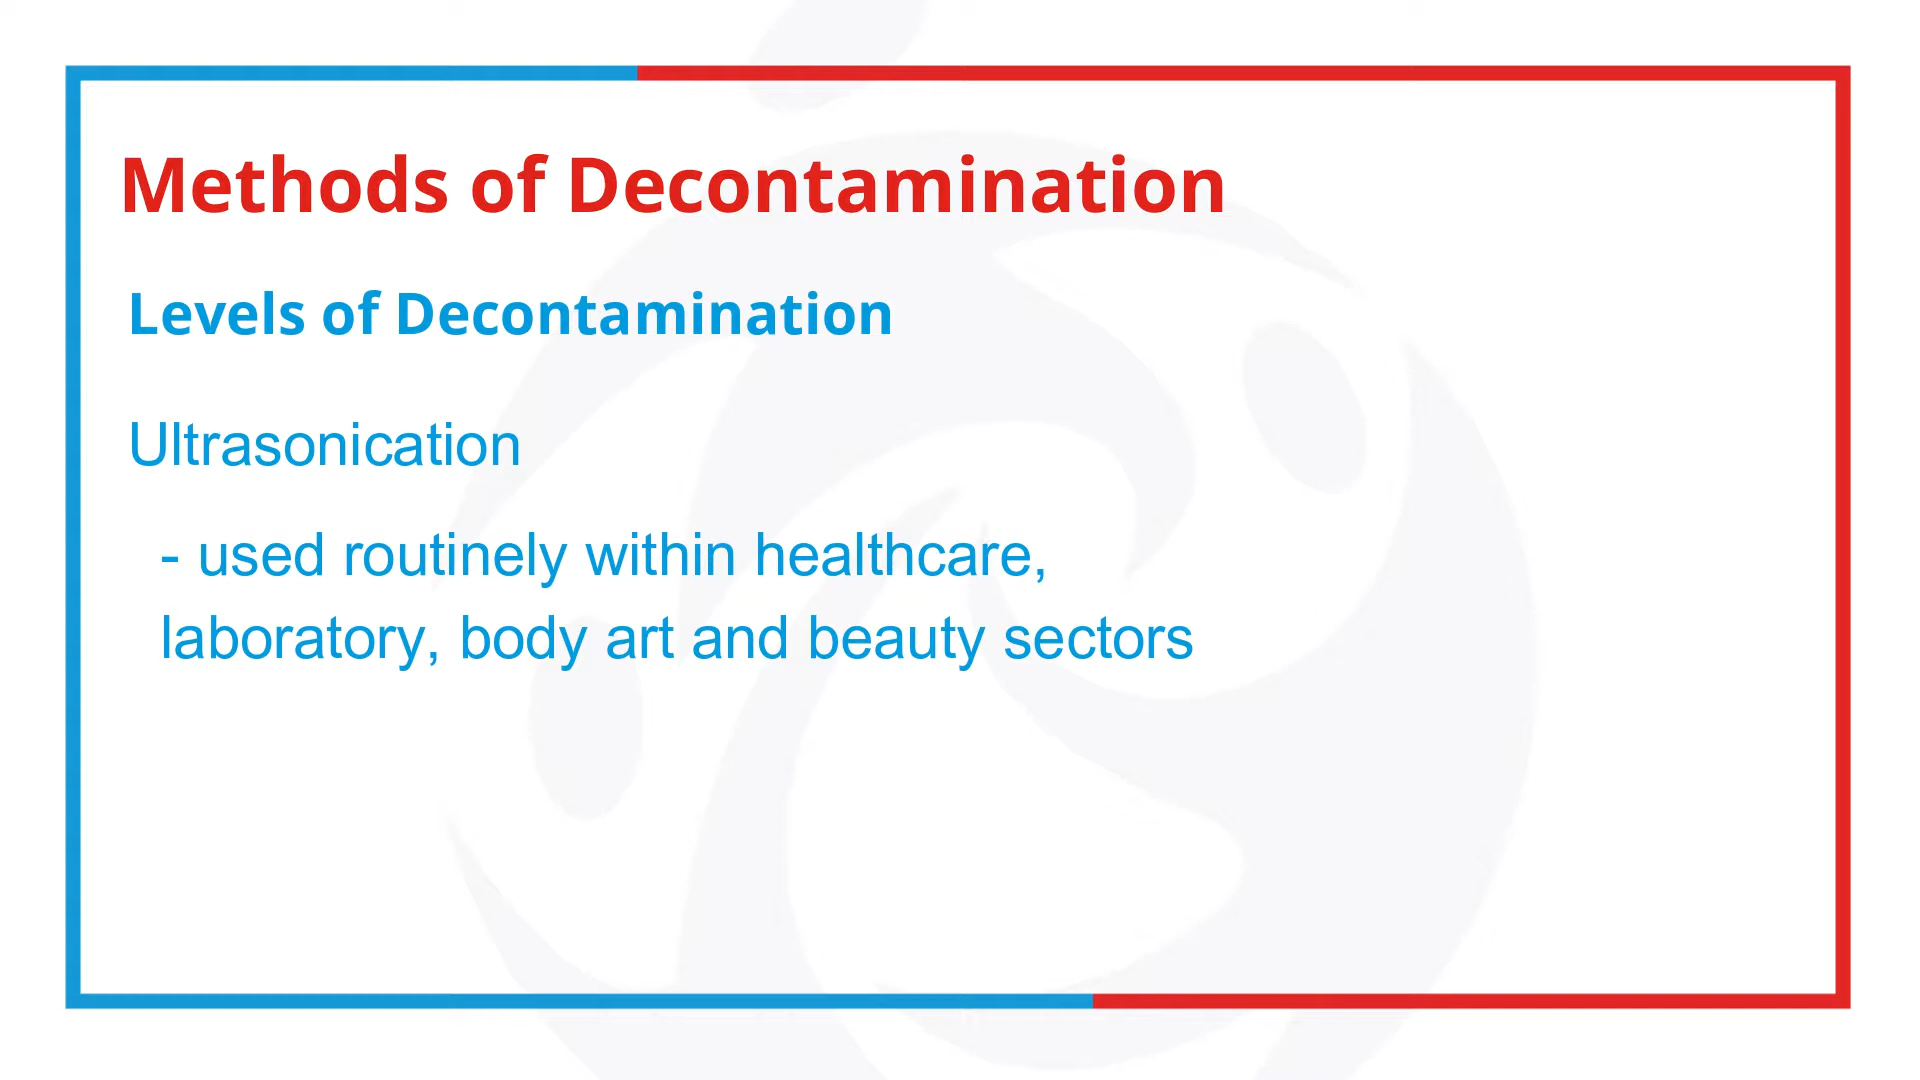 Methods of Decontamination
Levels of Decontamination
Ultrasonication
- used routinely within healthcare,
laboratory, body art and beauty sectors